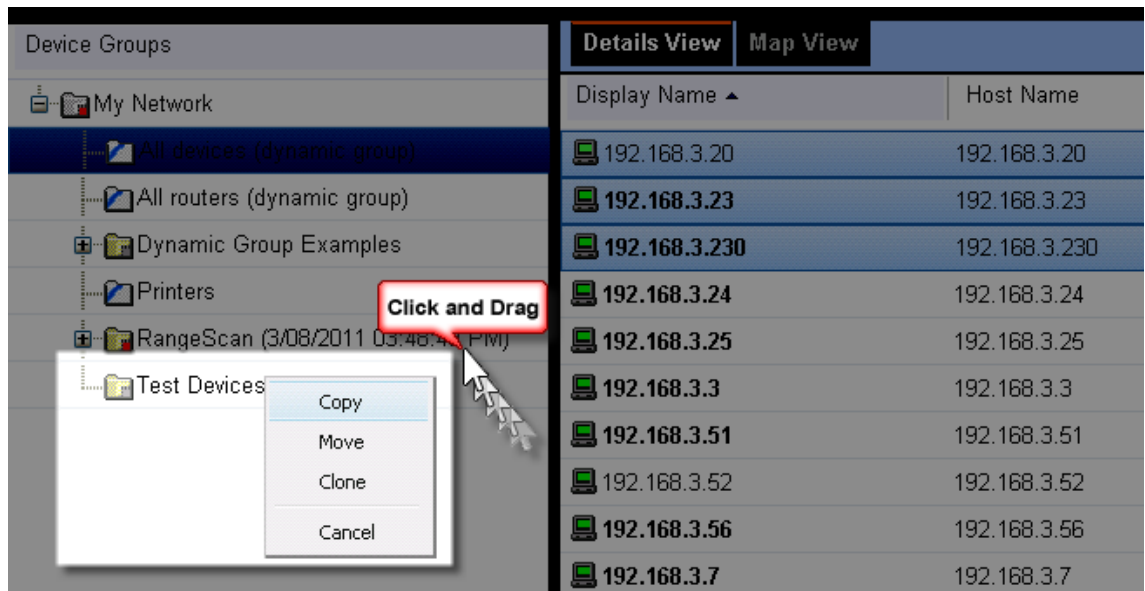 Device Groups
My Network
All devices (dynamic group)
All routers (dynamic group)
Dynamic Group Examples
Printers
Click and Drag
RangeScan (3/08/2011 03:48: PM)
Test Devices
Copy
Move
Clone
Cancel
Details View Map View
Display Name Host Name
192.168.3.20 192.168.3.20
192.168.3.23 192.168.3.23
192.168.3.230 192.168.3.230
192.168.3.24 192.168.3.24
192.168.3.25 192.168.3.25
192.168.3.3 192.168.3.3
192.168.3.51 192.168.3.51
192.168.3.52 192.168.3.52
192.168.3.56 192.168.3.56
192.168.3.7 192.168.3.7